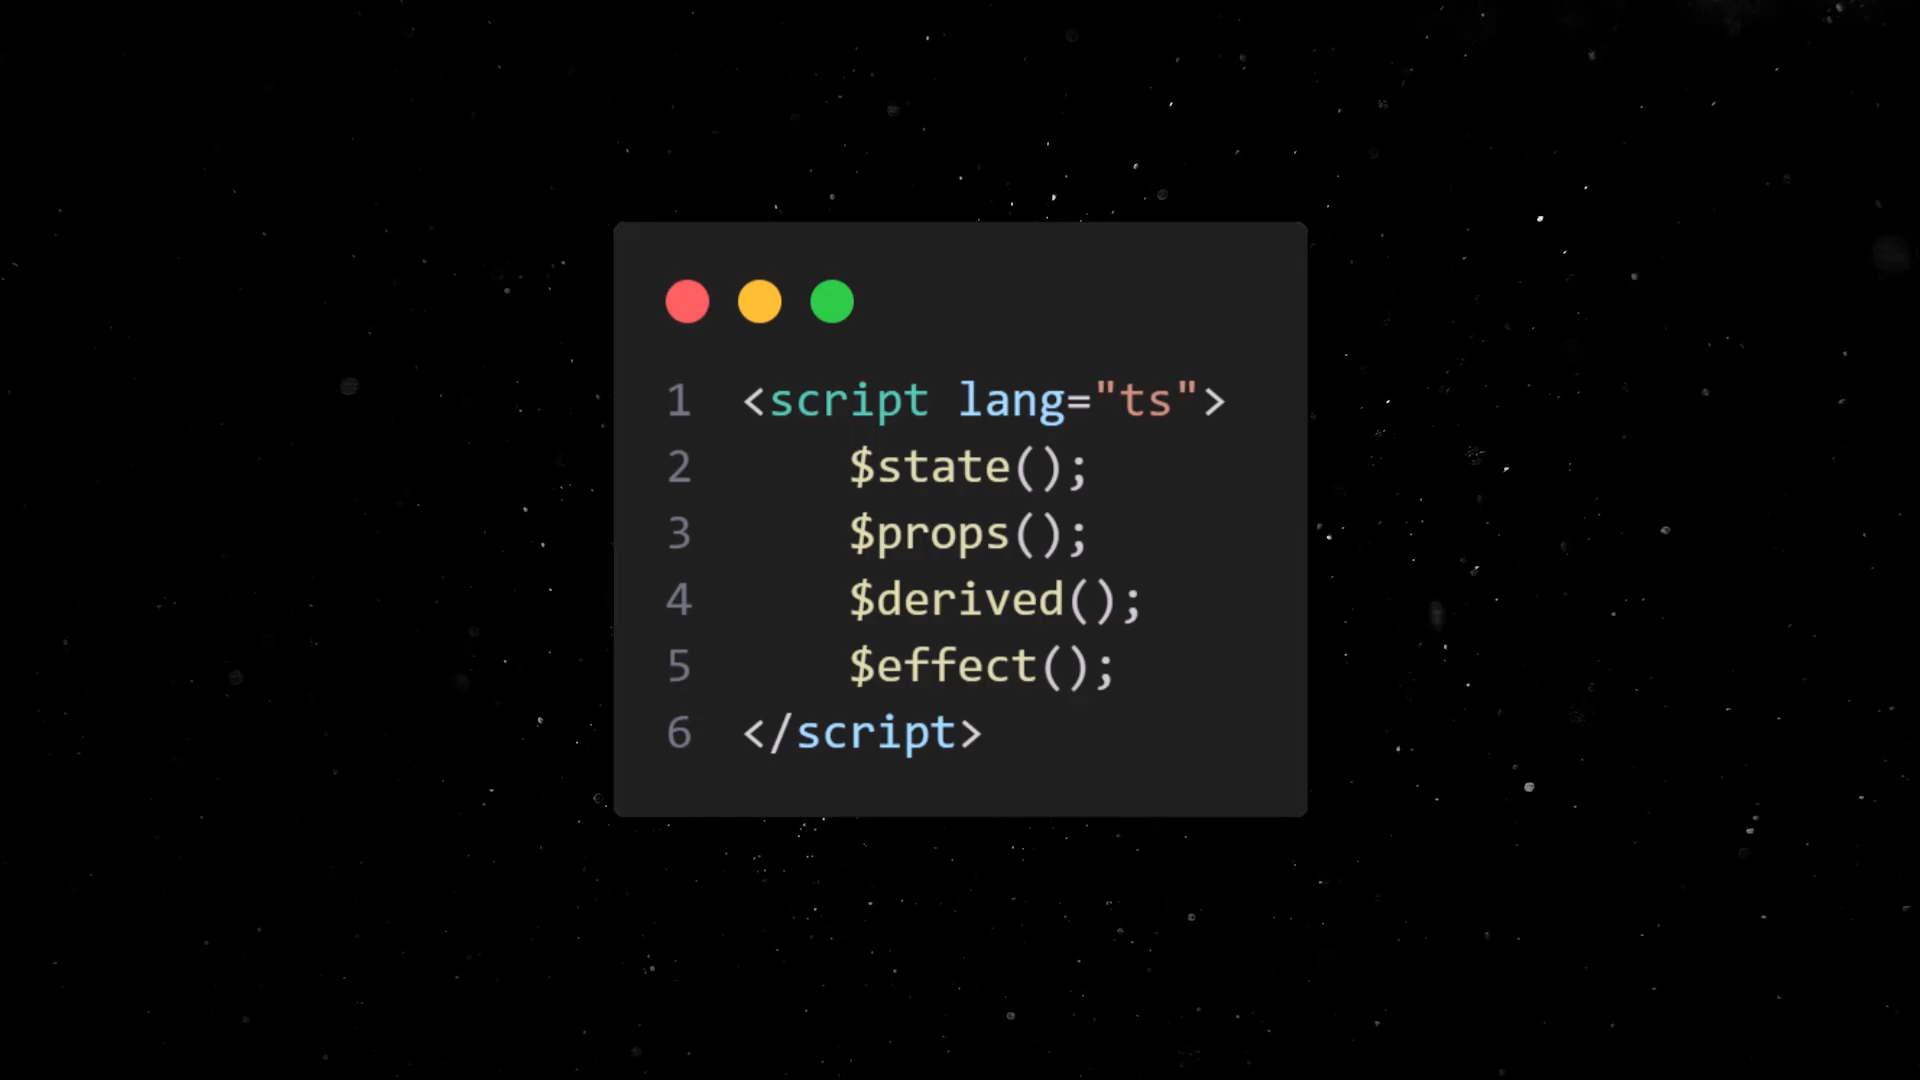 1 <script lang="ts">
2     $state();
3     $props();
4     $derived();
5     $effect();
6 </script>